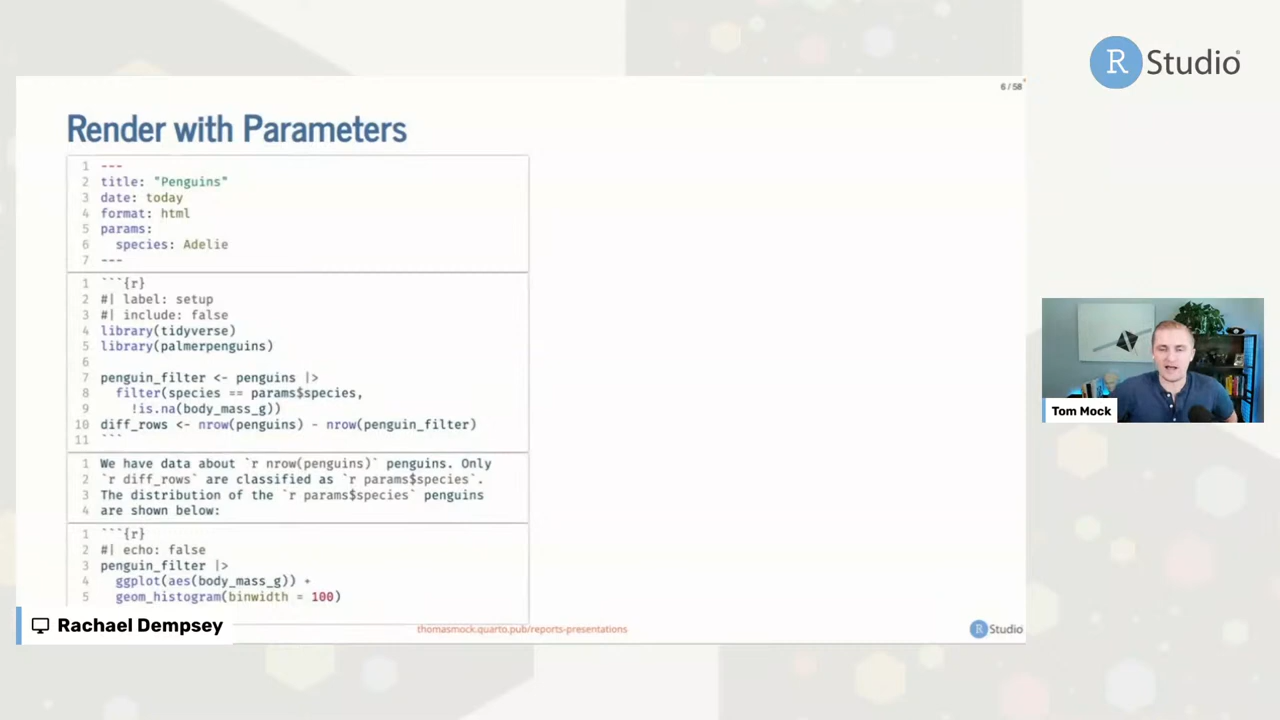 R Studio
6 / 58
Render with Parameters
1 ---
2 title: "Penguins"
3 date: today
4 format: html
5 params:
6   species: Adelie
7 ---
1 ```{r}
2 #| label: setup
3 #| include: false
4 library(tidyverse)
5 library(palmerpenguins)
6
7 penguin_filter <- penguins |>
8   filter(species == params$species,
9     !is.na(body_mass_g))
10 diff_rows <- nrow(penguins) - nrow(penguin_filter)
11 ```
1 We have data about `r nrow(penguins)` penguins. Only
2 `r diff_rows` are classified as `r params$species`.
3 The distribution of the `r params$species` penguins
4 are shown below:
1 ```{r}
2 #| echo: false
3 penguin_filter |>
4   ggplot(aes(body_mass_g)) +
5   geom_histogram(binwidth = 100)
Tom Mock
Rachael Dempsey
thomasmock.quarto.pub/reports-presentations
R Studio